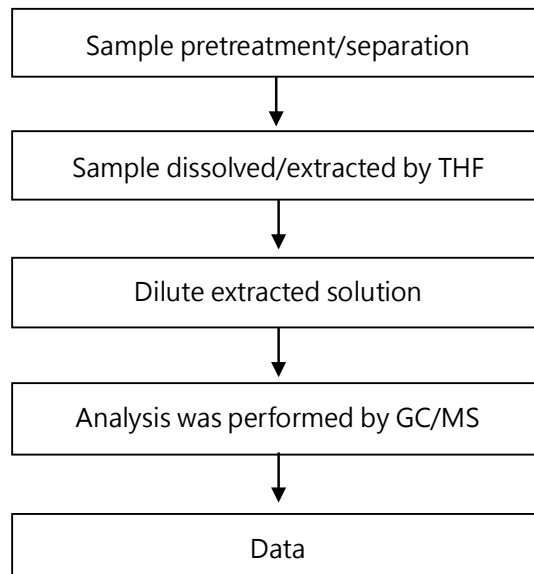 Sample pretreatment/separation
Sample dissolved/extracted by THF
Dilute extracted solution
Analysis was performed by GC/MS
Data